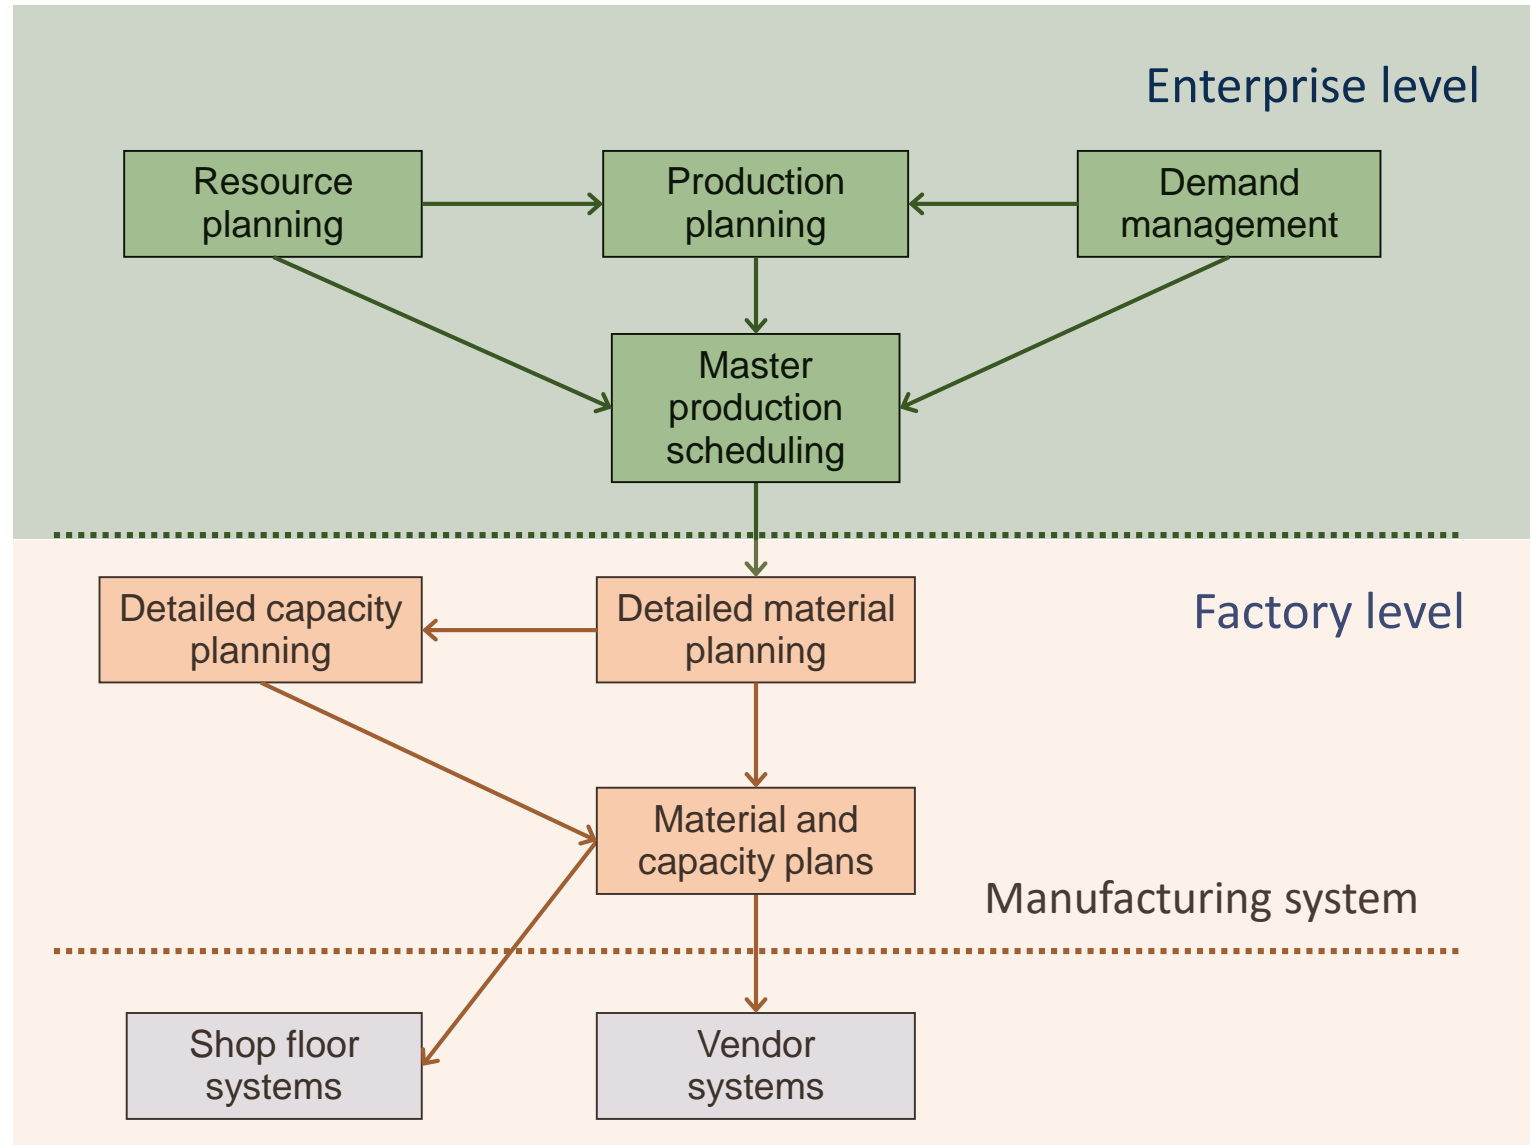 Enterprise level
Resource
planning
Production
planning
Demand
management
Master
production
scheduling
Detailed capacity
planning
Detailed material
planning
Factory level
Material and
capacity plans
Manufacturing system
Shop floor
systems
Vendor
systems